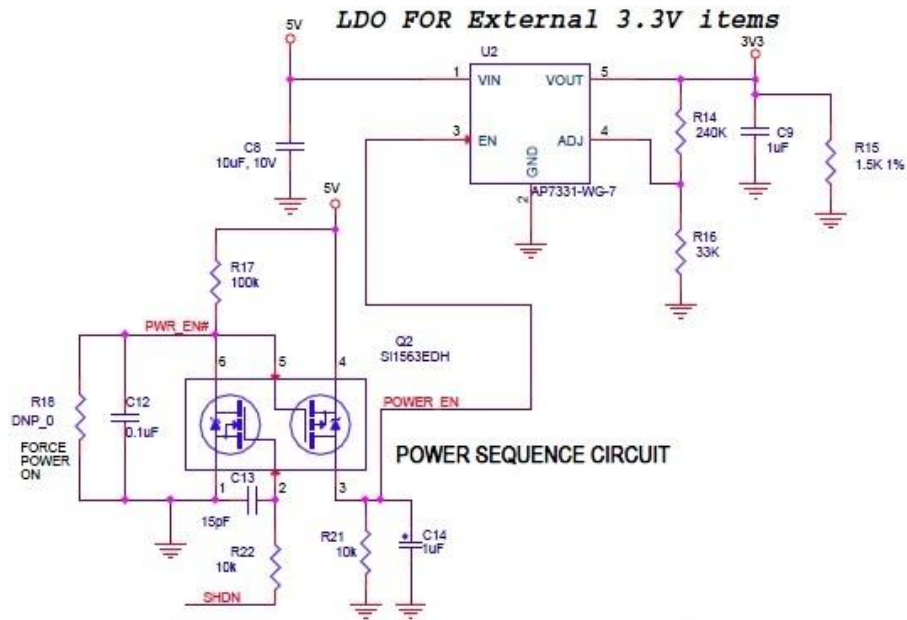 LDO FOR External 3.3V items
5V
U2
3V3
1
VIN
VOUT
5
3
EN
ADJ
4
GND
2
AP7331-WG-7
C8
10uF, 10V
R14
240K
C9
1uF
R15
1.5K 1%
R16
33K
5V
R17
100k
PWR_EN#
Q2
SI1563EDH
6
5
4
R18
DNP_0
FORCE
POWER
ON
C12
0.1uF
POWER_EN
POWER SEQUENCE CIRCUIT
1
C13
2
3
15pF
R22
10k
R21
10k
C14
1uF
SHDN